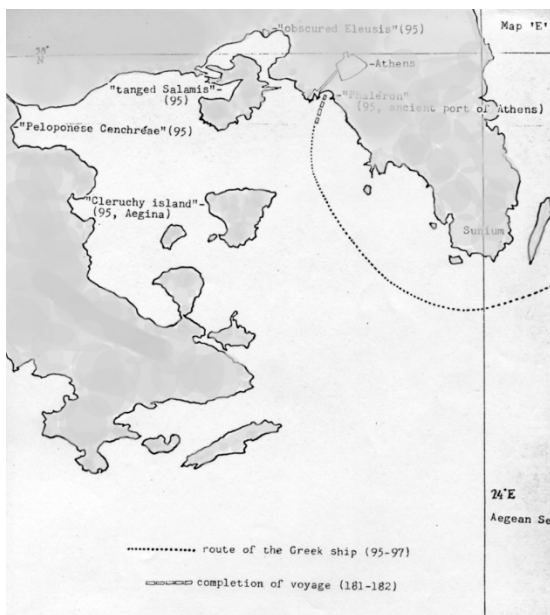 "obscured Eleusis" (95)
Map 'E'
38°
N
Athens
"tanged Salamis"
(95)
"Phaleron"
(95, ancient port of Athens)
"Peloponese Cenchreae" (95)
"Cleruchy island"
(95, Aegina)
Sunium
24°E
Aegean Se
route of the Greek ship (95-97)
completion of voyage (181-182)